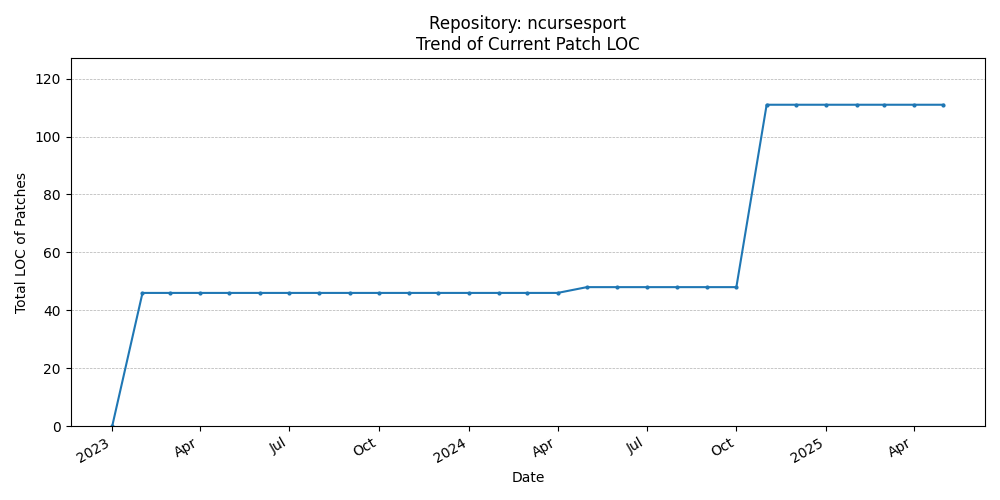 Repository: ncursesport
Trend of Current Patch LOC
120
100
80
60
40
20
0
Total LOC of Patches
2023
Apr
Jul
Oct
2024
Apr
Jul
Oct
2025
Apr
Date